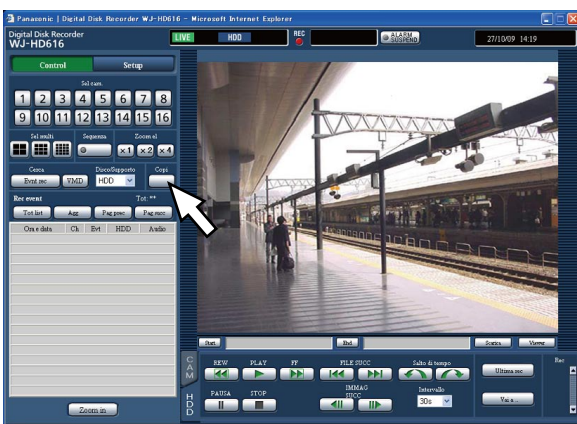 Panasonic | Digital Disk Recorder WJ-HD616 - Microsoft Internet Explorer
Digital Disk Recorder
WJ-HD616
LIVE HDD REC ALARM SUSPEND 27/10/09 14:19
Control Setup
Sel cam.
1 2 3 4 5 6 7 8
9 10 11 12 13 14 15 16
Sel multi Sequenza Zoom el
x1 x2 x4
Cerca Disco/Supporto Copi
Evnt rec VMD HDD
Rec event Tot: **
Tot list Agg Pag prec Pag succ
Ora e data Ch Evt HDD Audio
Zoom in
Start End Scarica Viewer
CAM
HDD
REW PLAY FF FILE SUCC Salto di tempo Rec
Ultima rec
PAUSA STOP IMMAG SUCC Intervallo
30s
Vai a ...